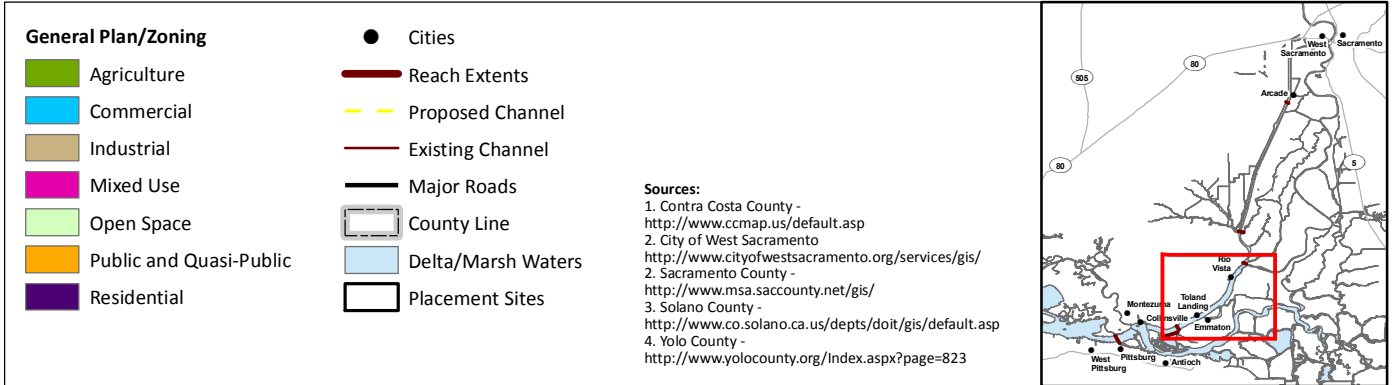 General Plan/Zoning
Agriculture
Commercial
Industrial
Mixed Use
Open Space
Public and Quasi-Public
Residential
Cities
Reach Extents
Proposed Channel
Existing Channel
Major Roads
County Line
Delta/Marsh Waters
Placement Sites
Sources:
1. Contra Costa County -
http://www.ccmap.us/default.asp
2. City of West Sacramento
http://www.cityofwestsacramento.org/services/gis/
2. Sacramento County -
http://www.msa.saccounty.net/gis/
3. Solano County -
http://www.co.solano.ca.us/depts/doit/gis/default.asp
4. Yolo County -
http://www.yolocounty.org/Index.aspx?page=823
West
Sacramento
Sacramento
80
505
Arcade
80
5
Rio
Vista
Toland
Landing
Montezuma
Collinsville
Emmaton
West
Pittsburg
Pittsburg
Antioch